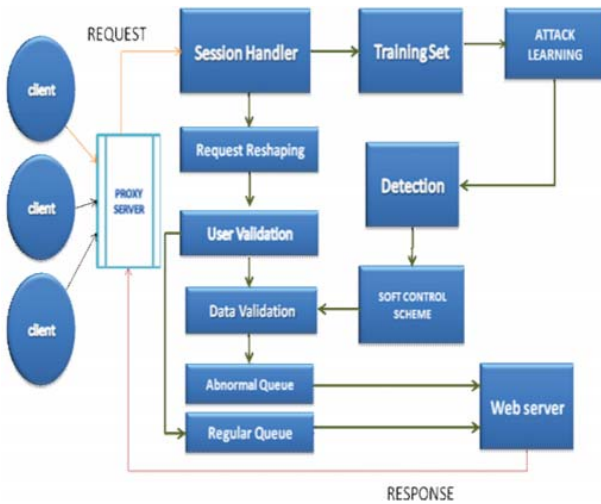 REQUEST
client
client
client
PROXY
SERVER
Session Handler
Training Set
ATTACK
LEARNING
Request Reshaping
Detection
User Validation
Data Validation
SOFT CONTROL
SCHEME
Abnormal Queue
Regular Queue
Web server
RESPONSE